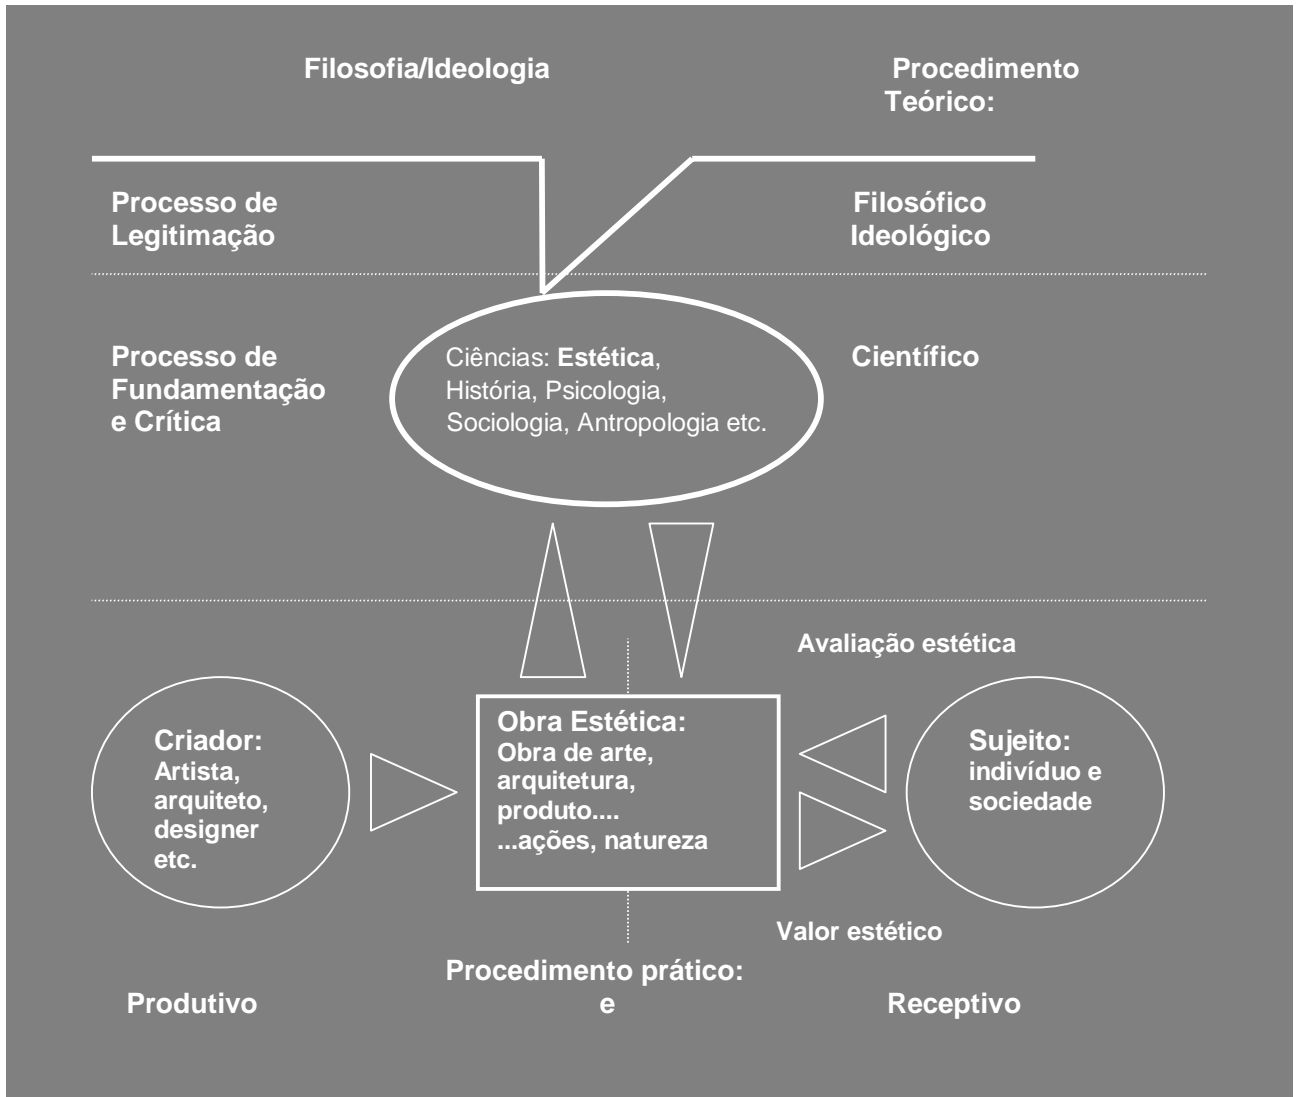 Filosofia/Ideologia
Procedimento
Teórico:
Processo de
Legitimação
Filosófico
Ideológico
Processo de
Fundamentação
e Crítica
Ciências: Estética,
História, Psicologia,
Sociologia, Antropologia etc.
Científico
Avaliação estética
Criador:
Artista,
arquiteto,
designer
etc.
Obra Estética:
Obra de arte,
arquitetura,
produto....
...ações, natureza
Sujeito:
indivíduo e
sociedade
Valor estético
Procedimento prático:
Produtivo
e
Receptivo